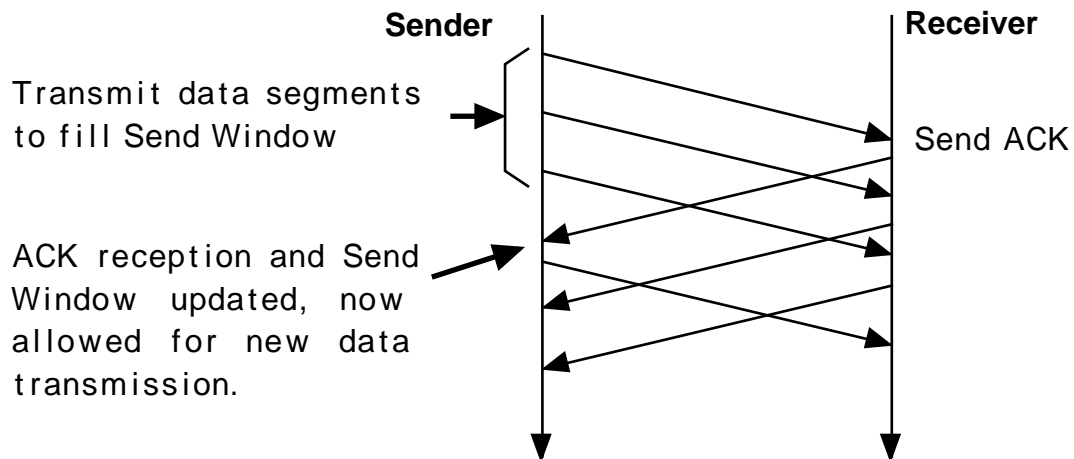 Sender
Receiver
Transmit data segments
to fill Send Window
Send ACK
ACK reception and Send
Window updated, now
allowed for new data
transmission.